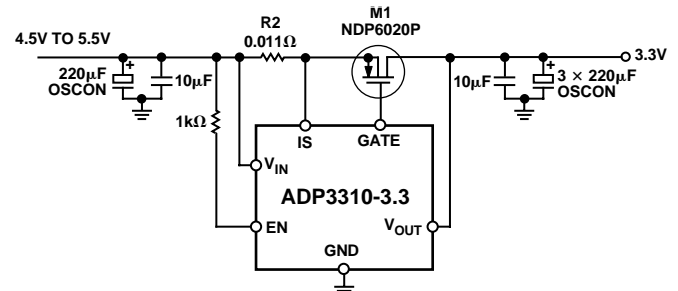 M1
NDP6020P
R2
0.011Ω
4.5V TO 5.5V
3.3V
220µF
OSCON
+
10µF
10µF
+
3 × 220µF
OSCON
1kΩ
IS
GATE
VIN
ADP3310-3.3
EN
VOUT
GND